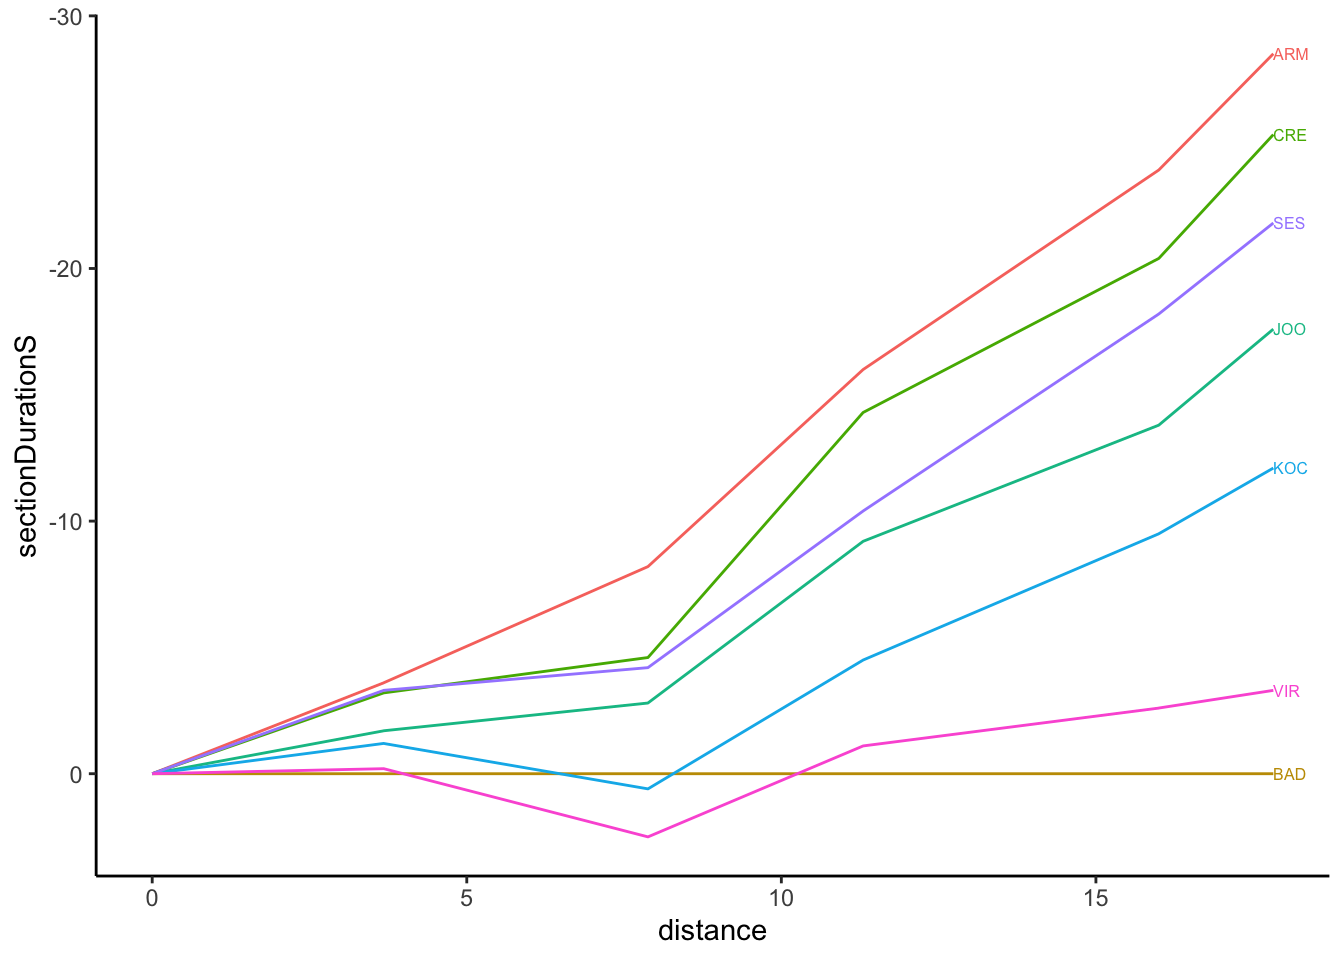 -30
ARM
CRE
SES
-20
JOO
sectionDurationS
KOC
-10
VIR
0
BAD
0 5 10 15
distance